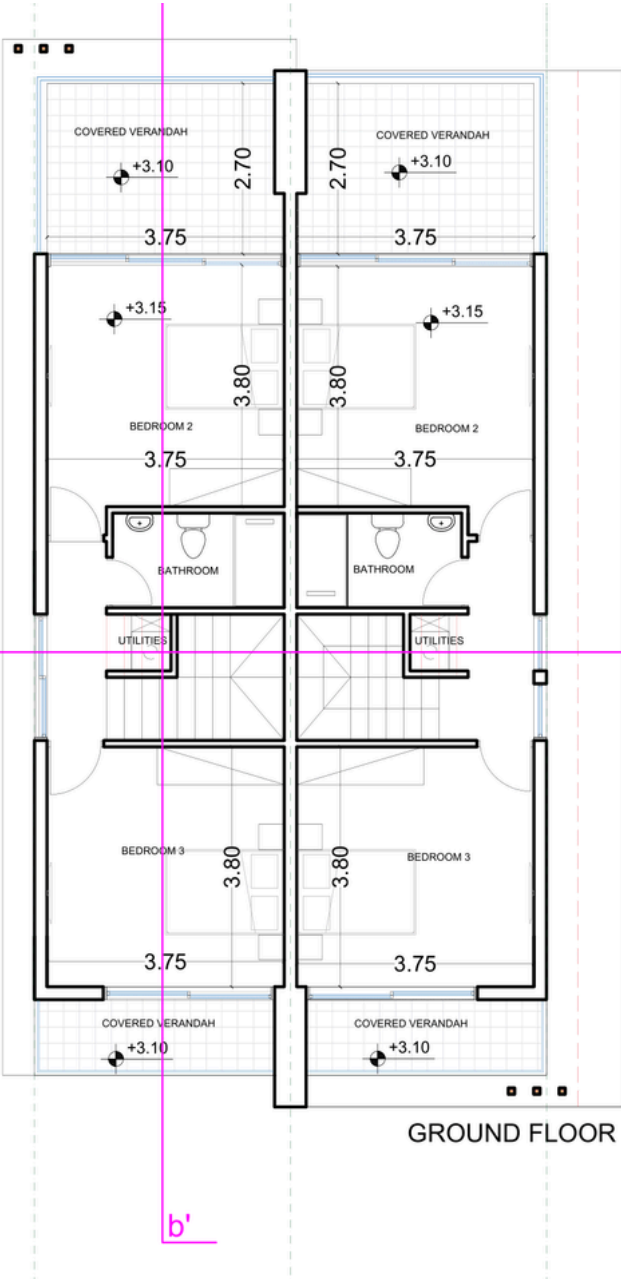 COVERED VERANDAH
COVERED VERANDAH
+3.10
+3.10
2.70
2.70
3.75
3.75
+3.15
+3.15
3.80
3.80
BEDROOM 2
BEDROOM 2
3.75
3.75
BATHROOM
BATHROOM
UTILITIES
UTILITIES
BEDROOM 3
BEDROOM 3
3.80
3.80
3.75
3.75
COVERED VERANDAH
COVERED VERANDAH
+3.10
+3.10
GROUND FLOOR
b'